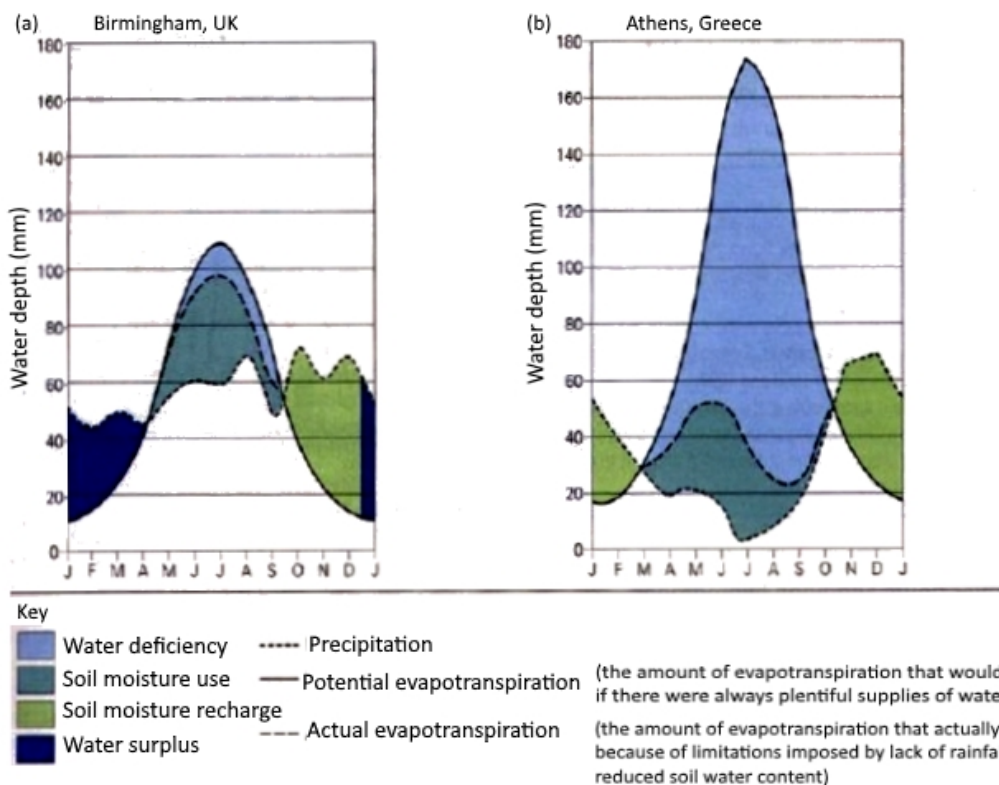 (a) Birmingham, UK
(b) Athens, Greece
Water depth (mm)
180
160
140
120
100
80
60
40
20
0
J F M A M J J A S O N D J
Water depth (mm)
180
160
140
120
100
80
60
40
20
0
J F M A M J J A S O N D J
Key
Water deficiency
Soil moisture use
Soil moisture recharge
Water surplus
Precipitation
Potential evapotranspiration
(the amount of evapotranspiration that would
if there were always plentiful supplies of wate
Actual evapotranspiration
(the amount of evapotranspiration that actually
because of limitations imposed by lack of rainfa
reduced soil water content)